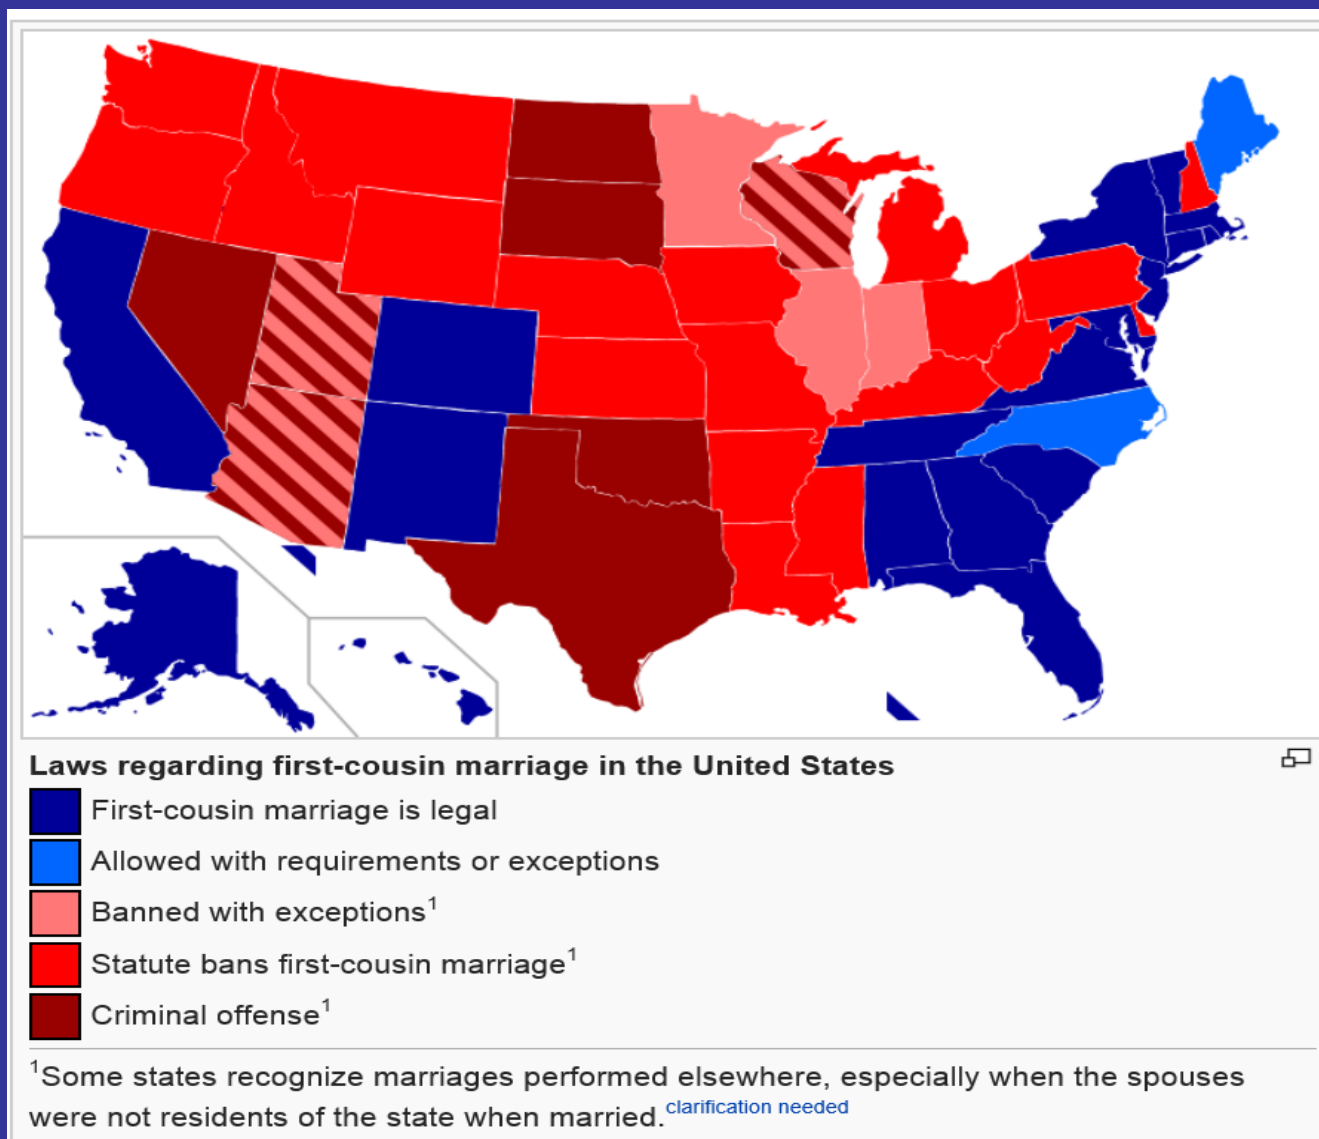 Laws regarding first-cousin marriage in the United States
First-cousin marriage is legal
Allowed with requirements or exceptions
Banned with exceptions1
Statute bans first-cousin marriage1
Criminal offense1
1Some states recognize marriages performed elsewhere, especially when the spouses
were not residents of the state when married. clarification needed